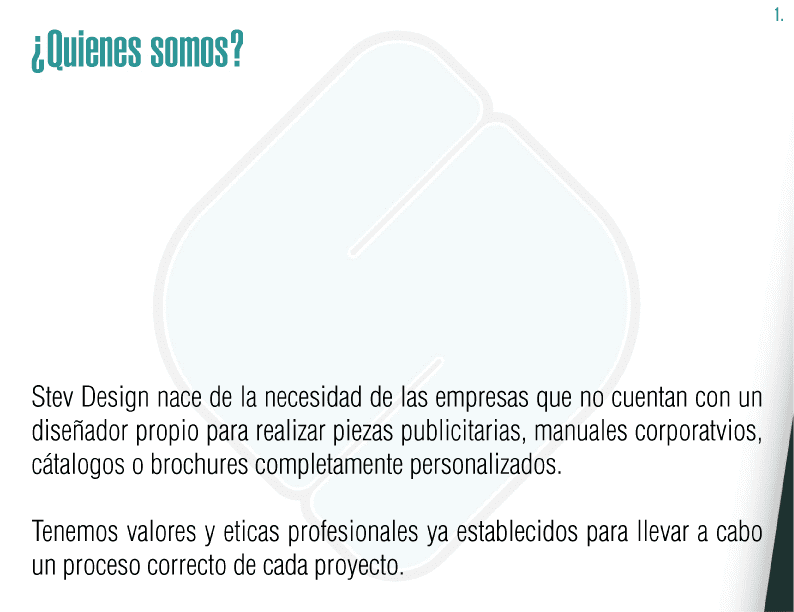 1.
¿Quienes somos?
Stev Design nace de la necesidad de las empresas que no cuentan con un
diseñador propio para realizar piezas publicitarias, manuales corporatvios,
cátalogos o brochures completamente personalizados.
Tenemos valores y eticas profesionales ya establecidos para llevar a cabo
un proceso correcto de cada proyecto.